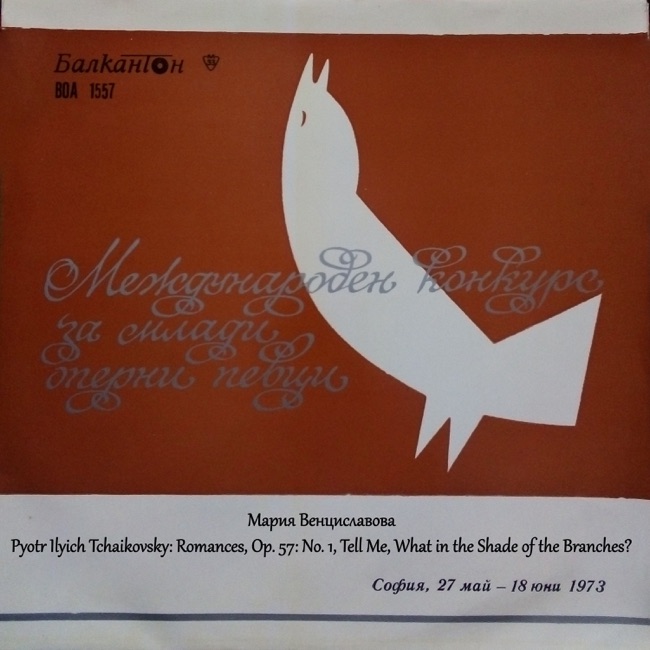 Балкантон 33
ВОА 1557
Международен конкурс
за млади
оперни певци
Мария Венциславова
Pyotr Ilyich Tchaikovsky: Romances, Op. 57: No. 1, Tell Me, What in the Shade of the Branches?
София, 27 май – 18 юни 1973